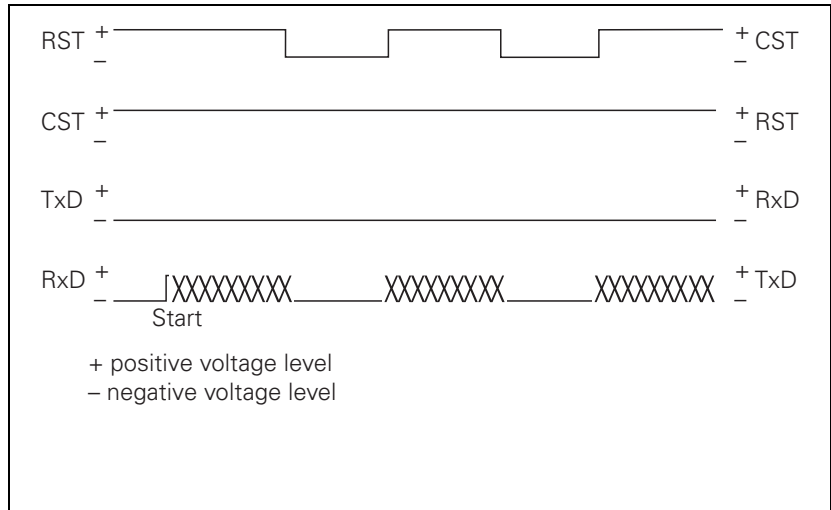 RST + – + – CST
CST + – + – RST
TxD + – + – RxD
RxD + – + – TxD
Start
+ positive voltage level
– negative voltage level